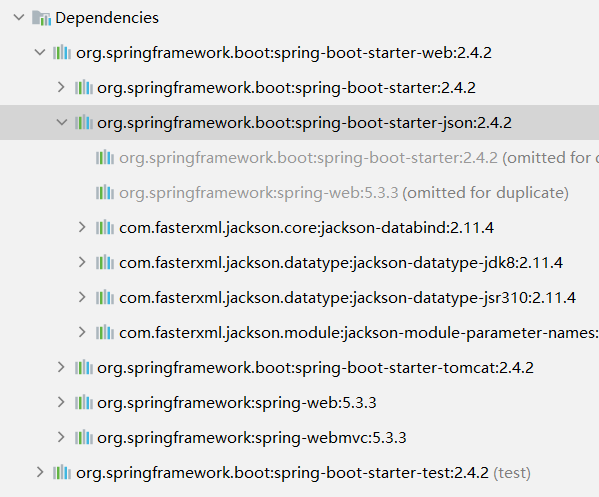 Dependencies
org.springframework.boot:spring-boot-starter-web:2.4.2
org.springframework.boot:spring-boot-starter:2.4.2
org.springframework.boot:spring-boot-starter-json:2.4.2
org.springframework.boot:spring-boot-starter:2.4.2 (omitted for
org.springframework:spring-web:5.3.3 (omitted for duplicate)
com.fasterxml.jackson.core:jackson-databind:2.11.4
com.fasterxml.jackson.datatype:jackson-datatype-jdk8:2.11.4
com.fasterxml.jackson.datatype:jackson-datatype-jsr310:2.11.4
com.fasterxml.jackson.module:jackson-module-parameter-names:
org.springframework.boot:spring-boot-starter-tomcat:2.4.2
org.springframework:spring-web:5.3.3
org.springframework:spring-webmvc:5.3.3
org.springframework.boot:spring-boot-starter-test:2.4.2 (test)